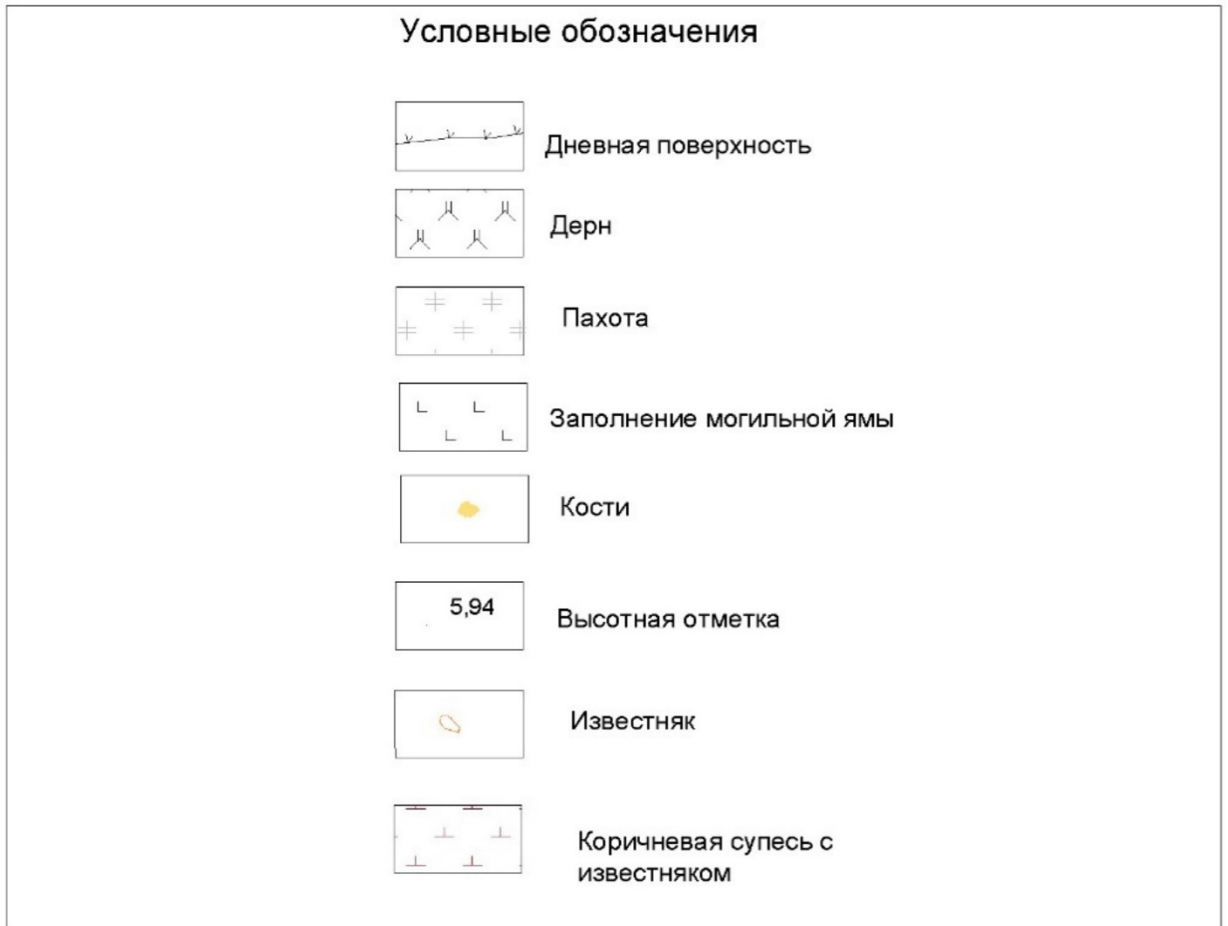 Условные обозначения
Дневная поверхность
Дерн
Пахота
Заполнение могильной ямы
Кости
5,94
Высотная отметка
Известняк
Коричневая супесь с
известняком